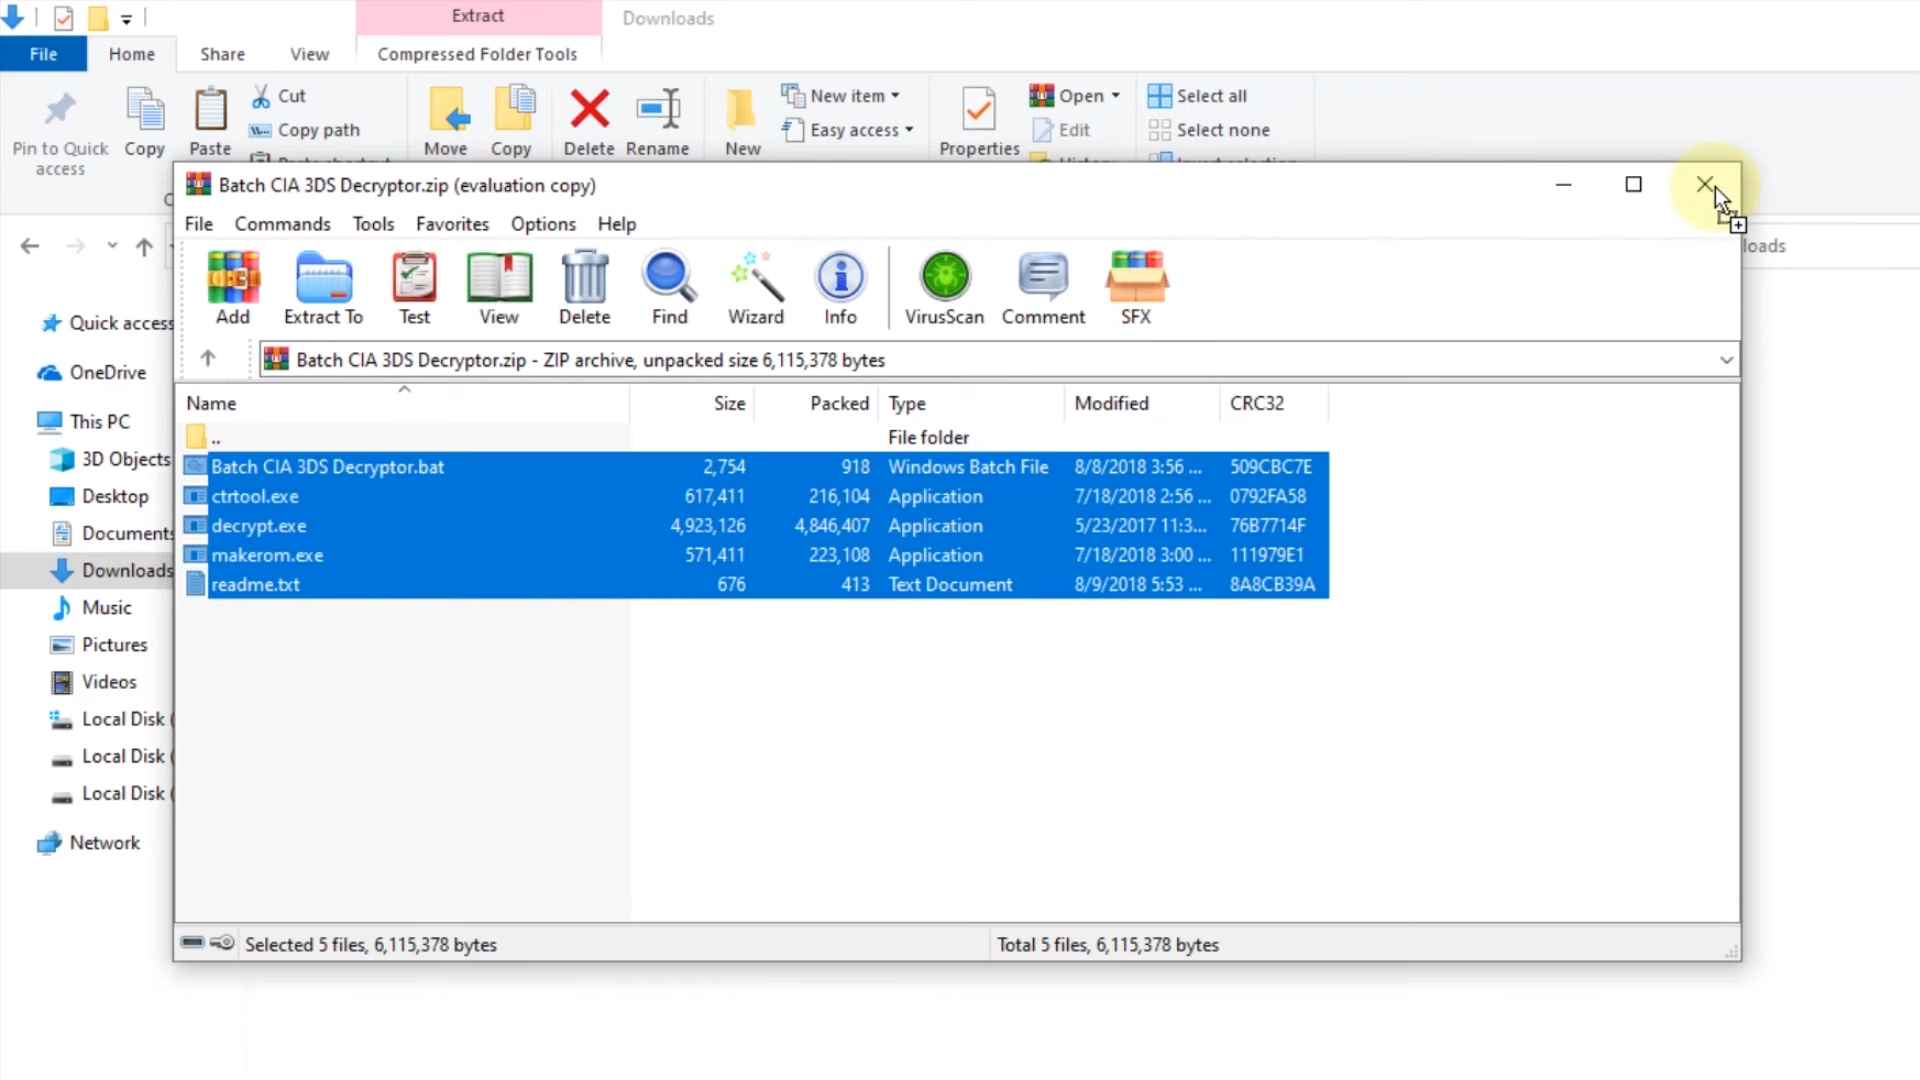 Extract
Downloads
File
Home
Share
View
Compressed Folder Tools
Pin to Quick access
Copy
Paste
Cut
Copy path
Move
Copy
Delete
Rename
New
New item
Easy access
Properties
Open
Edit
Select all
Select none
Batch CIA 3DS Decryptor.zip (evaluation copy)
File Commands Tools Favorites Options Help
Add
Extract To
Test
View
Delete
Find
Wizard
Info
VirusScan
Comment
SFX
Batch CIA 3DS Decryptor.zip - ZIP archive, unpacked size 6,115,378 bytes
loads
Name Size Packed Type Modified CRC32
.. File folder
Batch CIA 3DS Decryptor.bat 2,754 918 Windows Batch File 8/8/2018 3:56 ... 509CBC7E
ctrtool.exe 617,411 216,104 Application 7/18/2018 2:56 ... 0792FA58
decrypt.exe 4,923,126 4,846,407 Application 5/23/2017 11:3... 76B7714F
makerom.exe 571,411 223,108 Application 7/18/2018 3:00 ... 111979E1
readme.txt 676 413 Text Document 8/9/2018 5:53 ... 8A8CB39A
Quick access
OneDrive
This PC
3D Objects
Desktop
Documents
Downloads
Music
Pictures
Videos
Local Disk (
Local Disk (
Local Disk (
Network
Selected 5 files, 6,115,378 bytes
Total 5 files, 6,115,378 bytes